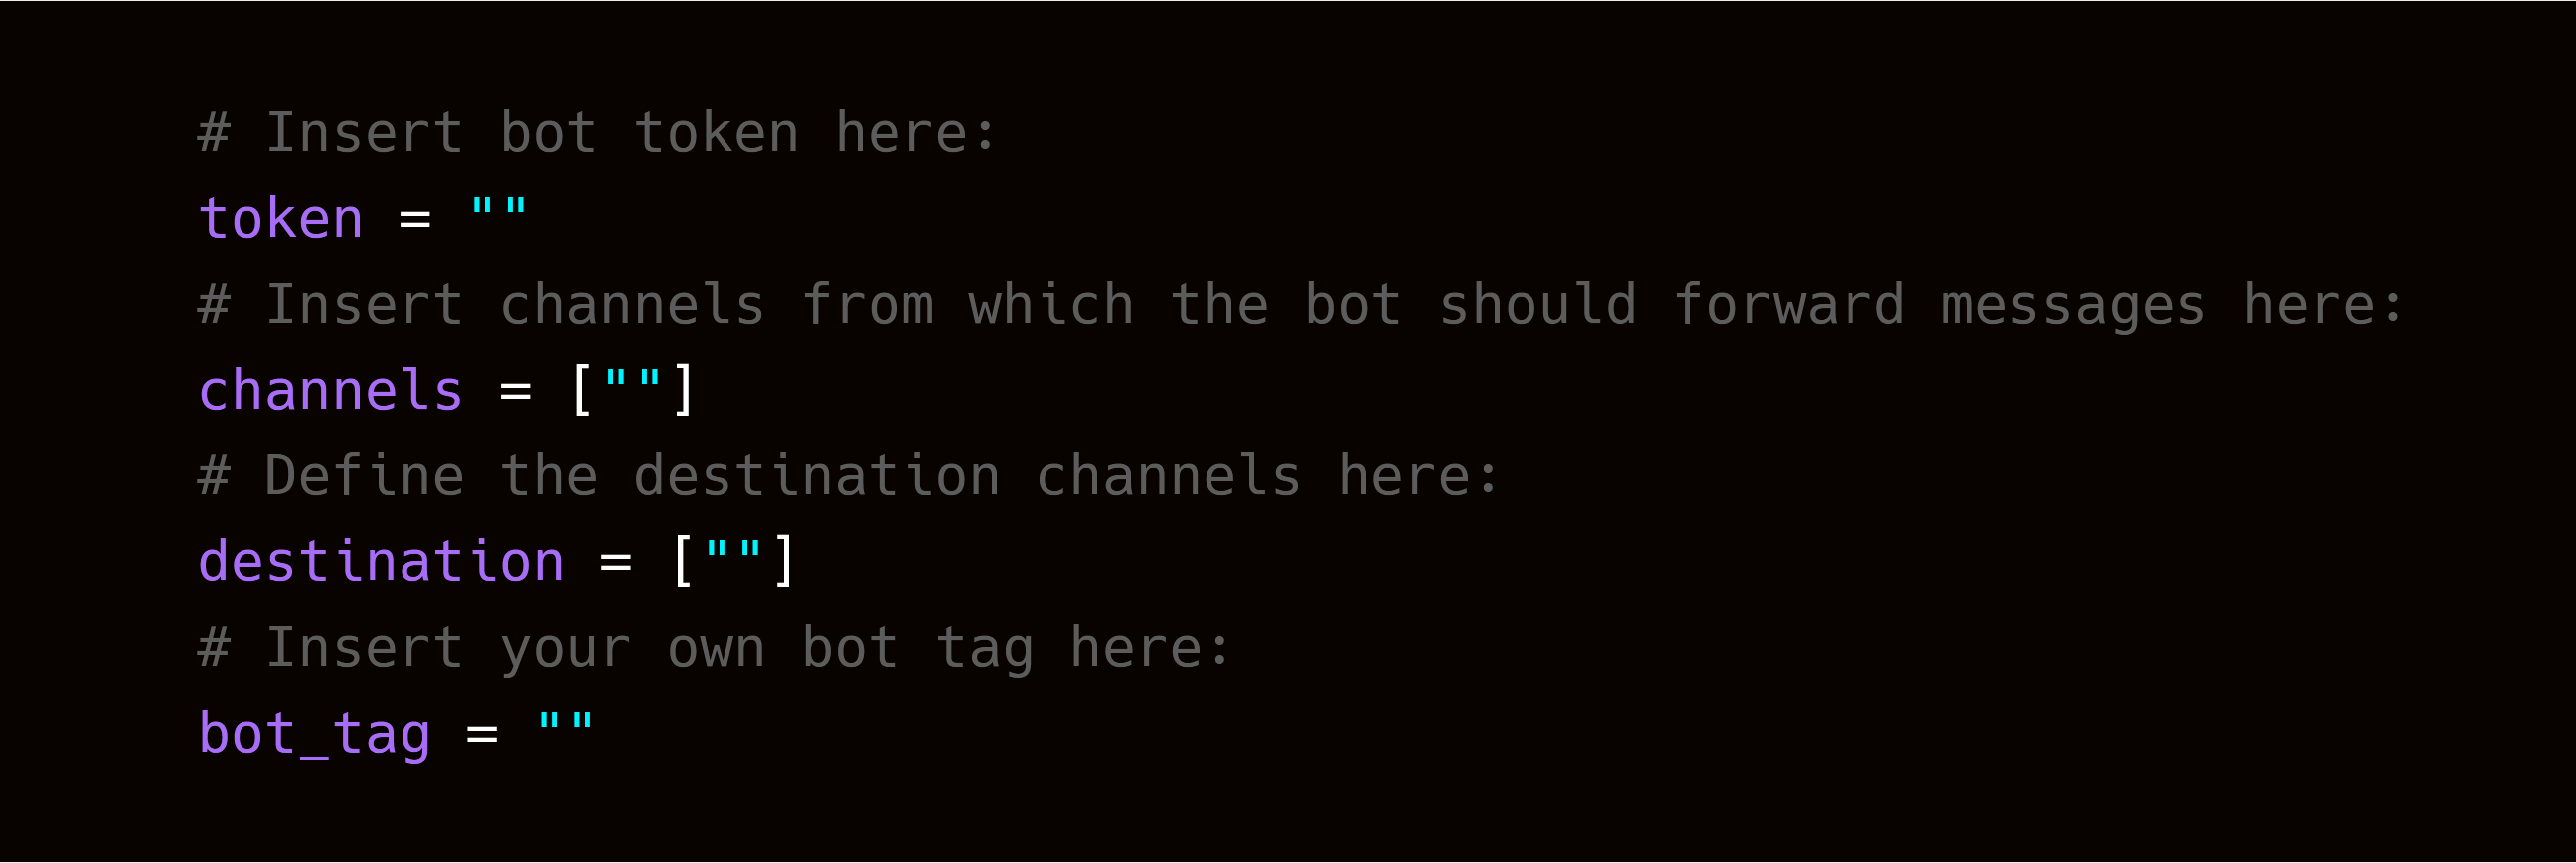 # Insert bot token here:
token = ""
# Insert channels from which the bot should forward messages here:
channels = [""]
# Define the destination channels here:
destination = [""]
# Insert your own bot tag here:
bot_tag = ""